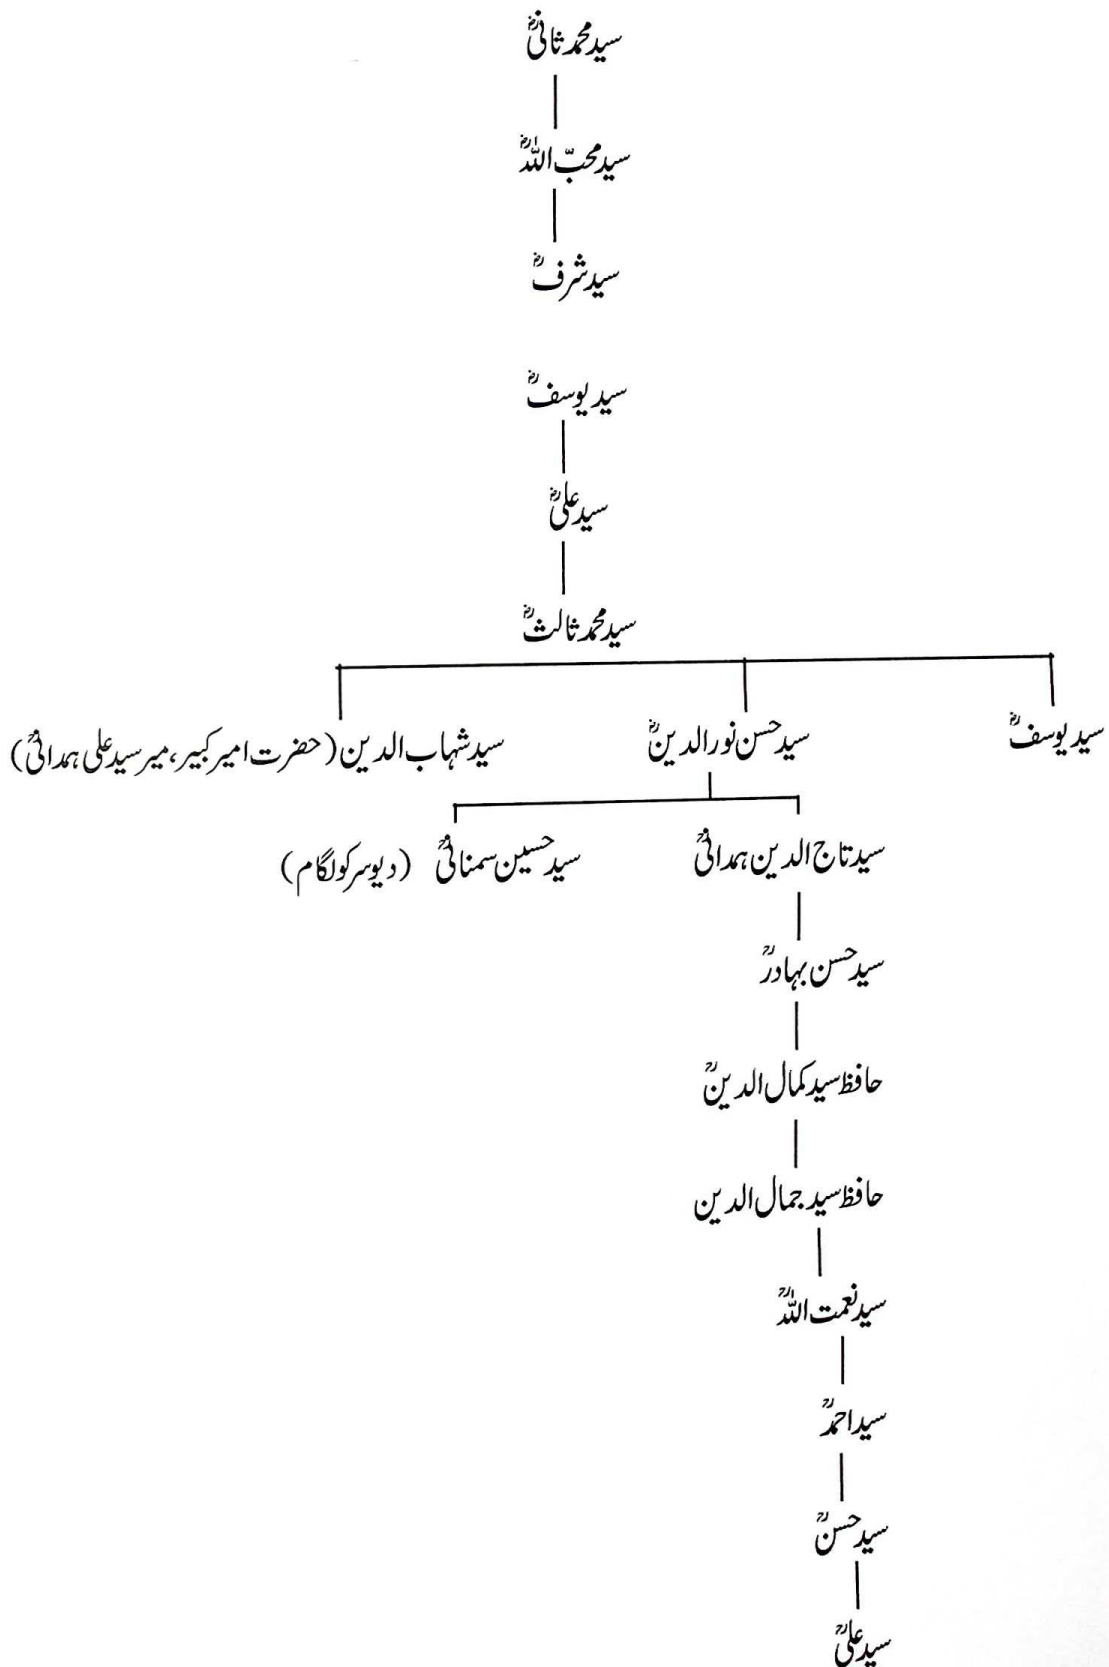 سید محمد ثانیؓ
سید محبّ اللہؓ
سید شرفؓ
سید یوسفؓ
سید علیؓ
سید محمد ثالثؓ
سید یوسفؓ
سید حسن نورالدینؓ
سید شہاب الدین (حضرت امیر کبیر، میر سید علی ہمدانیؒ)
سید تاج الدین ہمدانیؒ
سید حسین سمنانیؒ (دیوسر کولگام)
سید حسن بہادرؒ
حافظ سید کمال الدینؒ
حافظ سید جمال الدین
سید نعمت اللہؒ
سید احمدؒ
سید حسنؒ
سید علیؒ